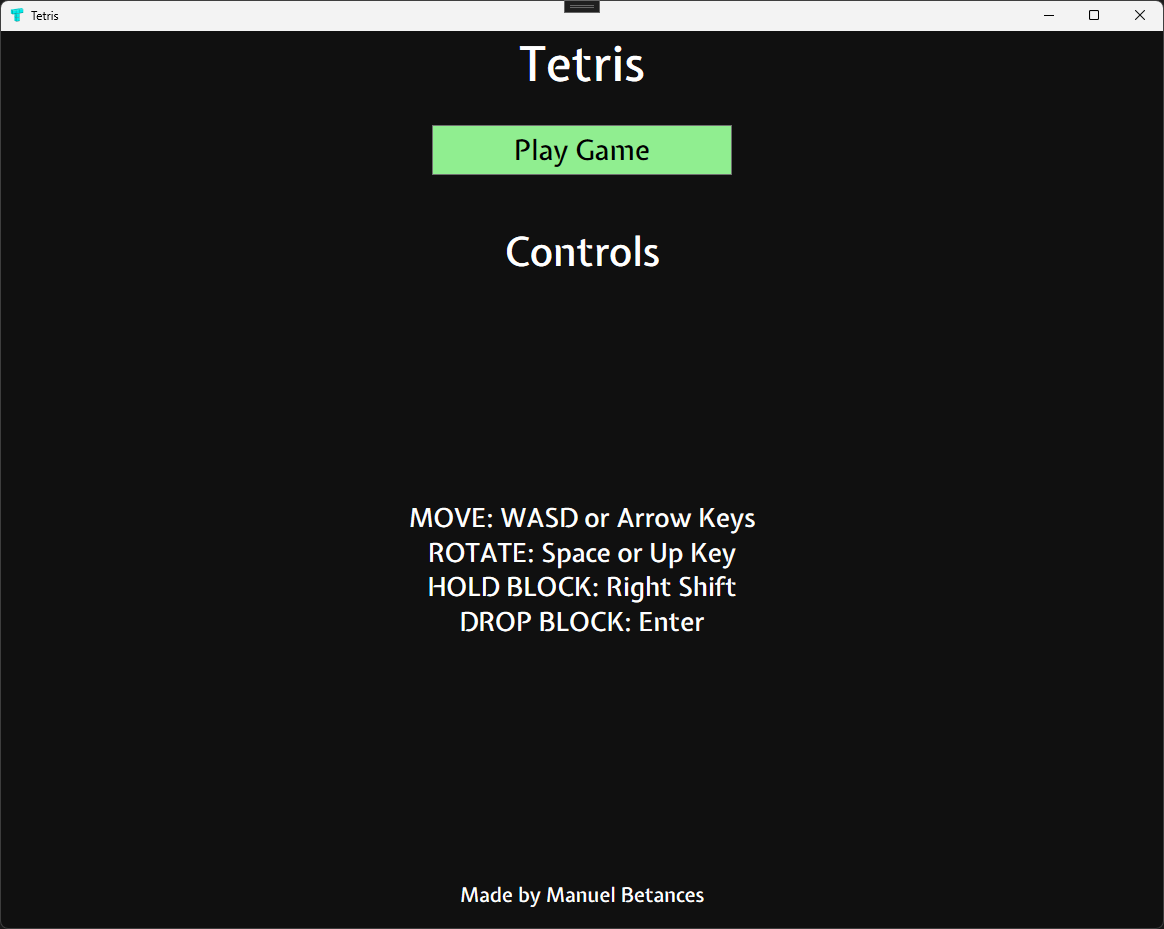 Tetris
Tetris
Play Game
Controls
MOVE: WASD or Arrow Keys
ROTATE: Space or Up Key
HOLD BLOCK: Right Shift
DROP BLOCK: Enter
Made by Manuel Betances